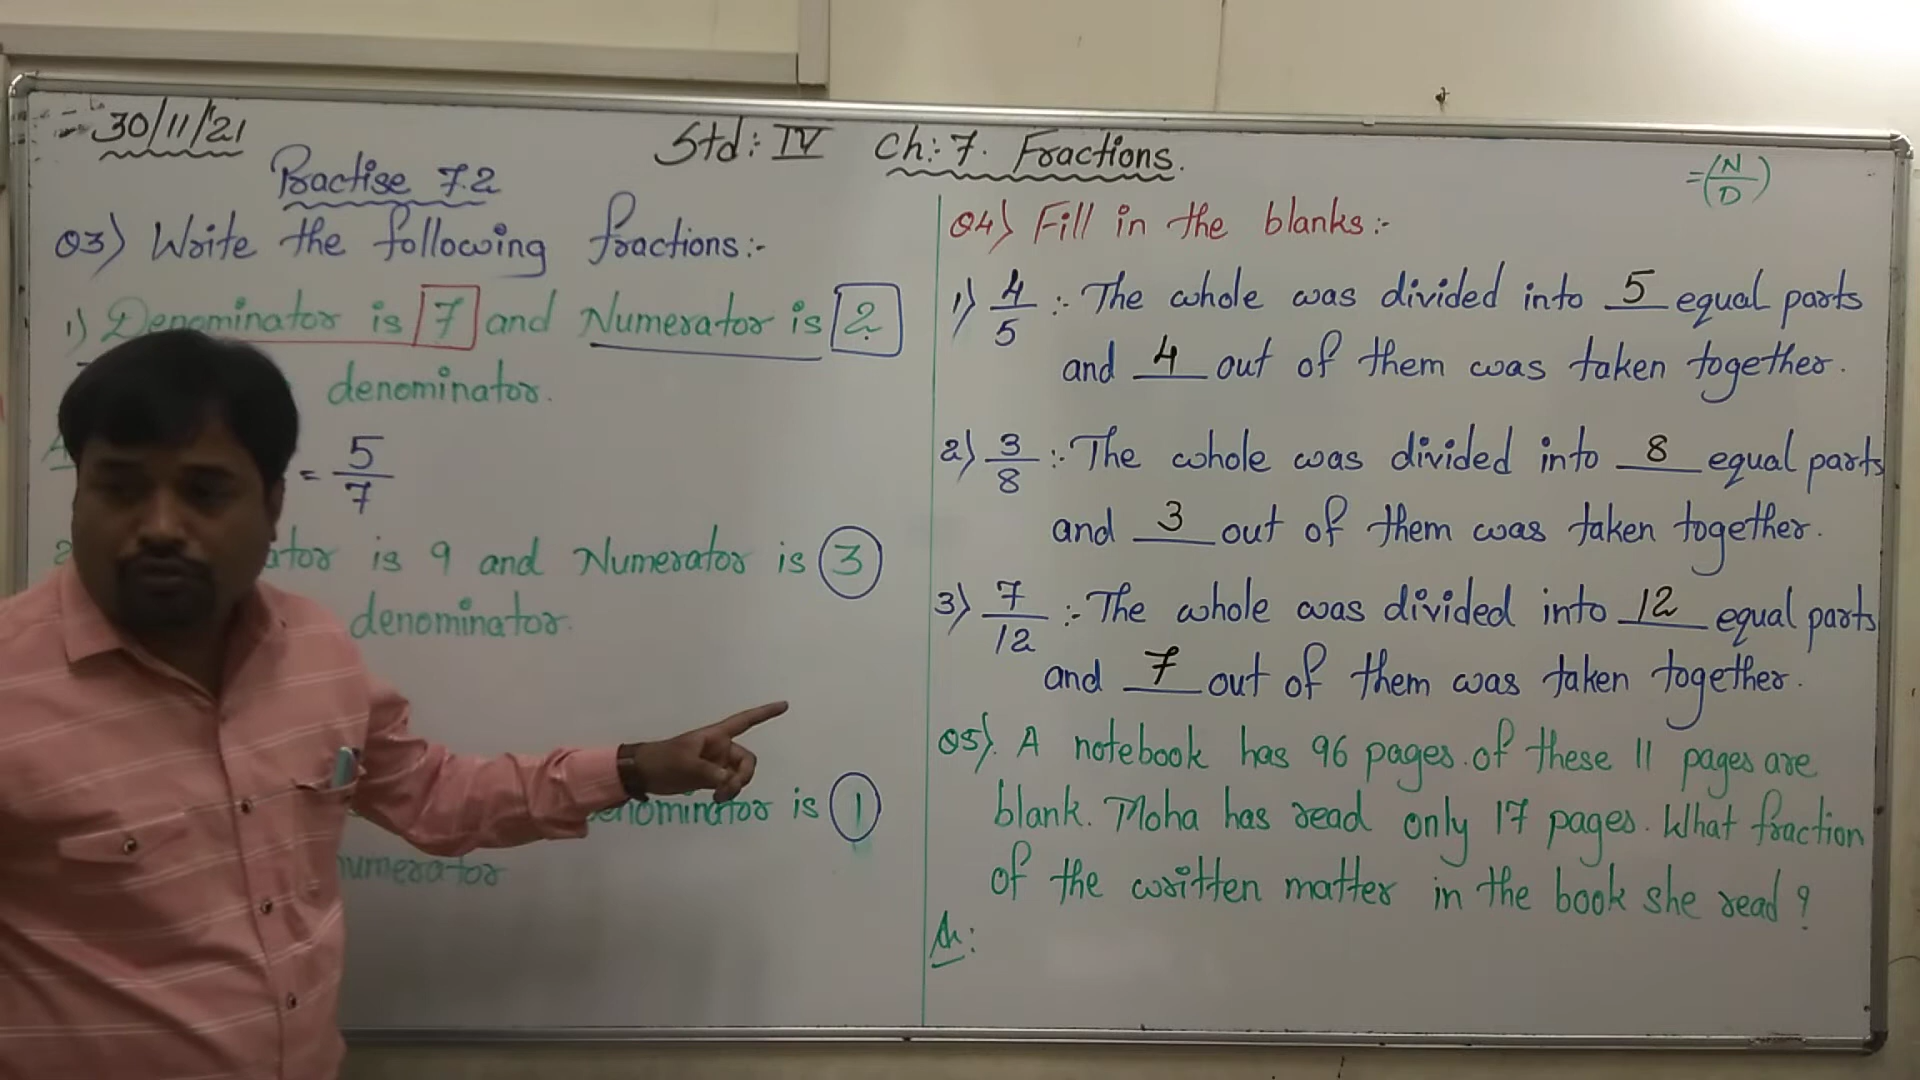 30/11/21
Std:- IV Ch:-7. Fractions.
= (N/D)
Practise 7.2
Q3) Write the following fractions:-
1) Denominator is 7 and Numerator is 2
denominator.
= 5/7
is 9 and Numerator is 3
denominator.
Denominator is 1
numerator
Q4) Fill in the blanks:-
1) 4/5 :- The whole was divided into 5 equal parts
and 4 out of them was taken together.
2) 3/8 :- The whole was divided into 8 equal parts
and 3 out of them was taken together.
3) 7/12 :- The whole was divided into 12 equal parts
and 7 out of them was taken together.
Q5). A notebook has 96 pages. of these 11 pages are
blank. Moha has read only 17 pages. What fraction
of the written matter in the book she read?